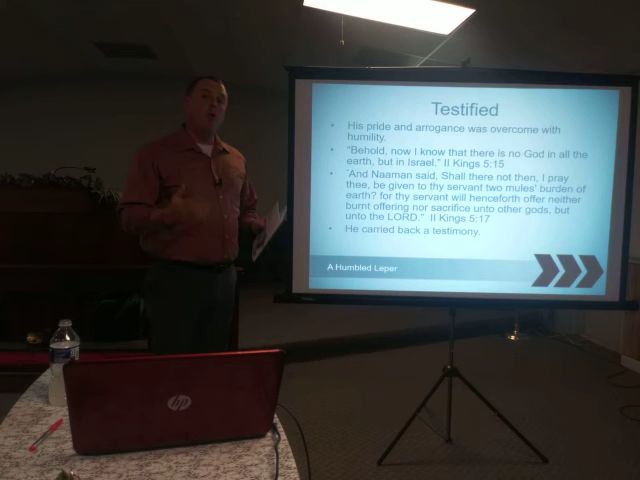 Testified
• His pride and arrogance was overcome with
humility.
• "Behold, now I know that there is no God in all the
earth, but in Israel." II Kings 5:15
• "And Naaman said, Shall there not then, I pray
thee, be given to thy servant two mules' burden of
earth? for thy servant will henceforth offer neither
burnt offering nor sacrifice unto other gods, but
unto the LORD." II Kings 5:17
• He carried back a testimony.
A Humbled Leper
hp